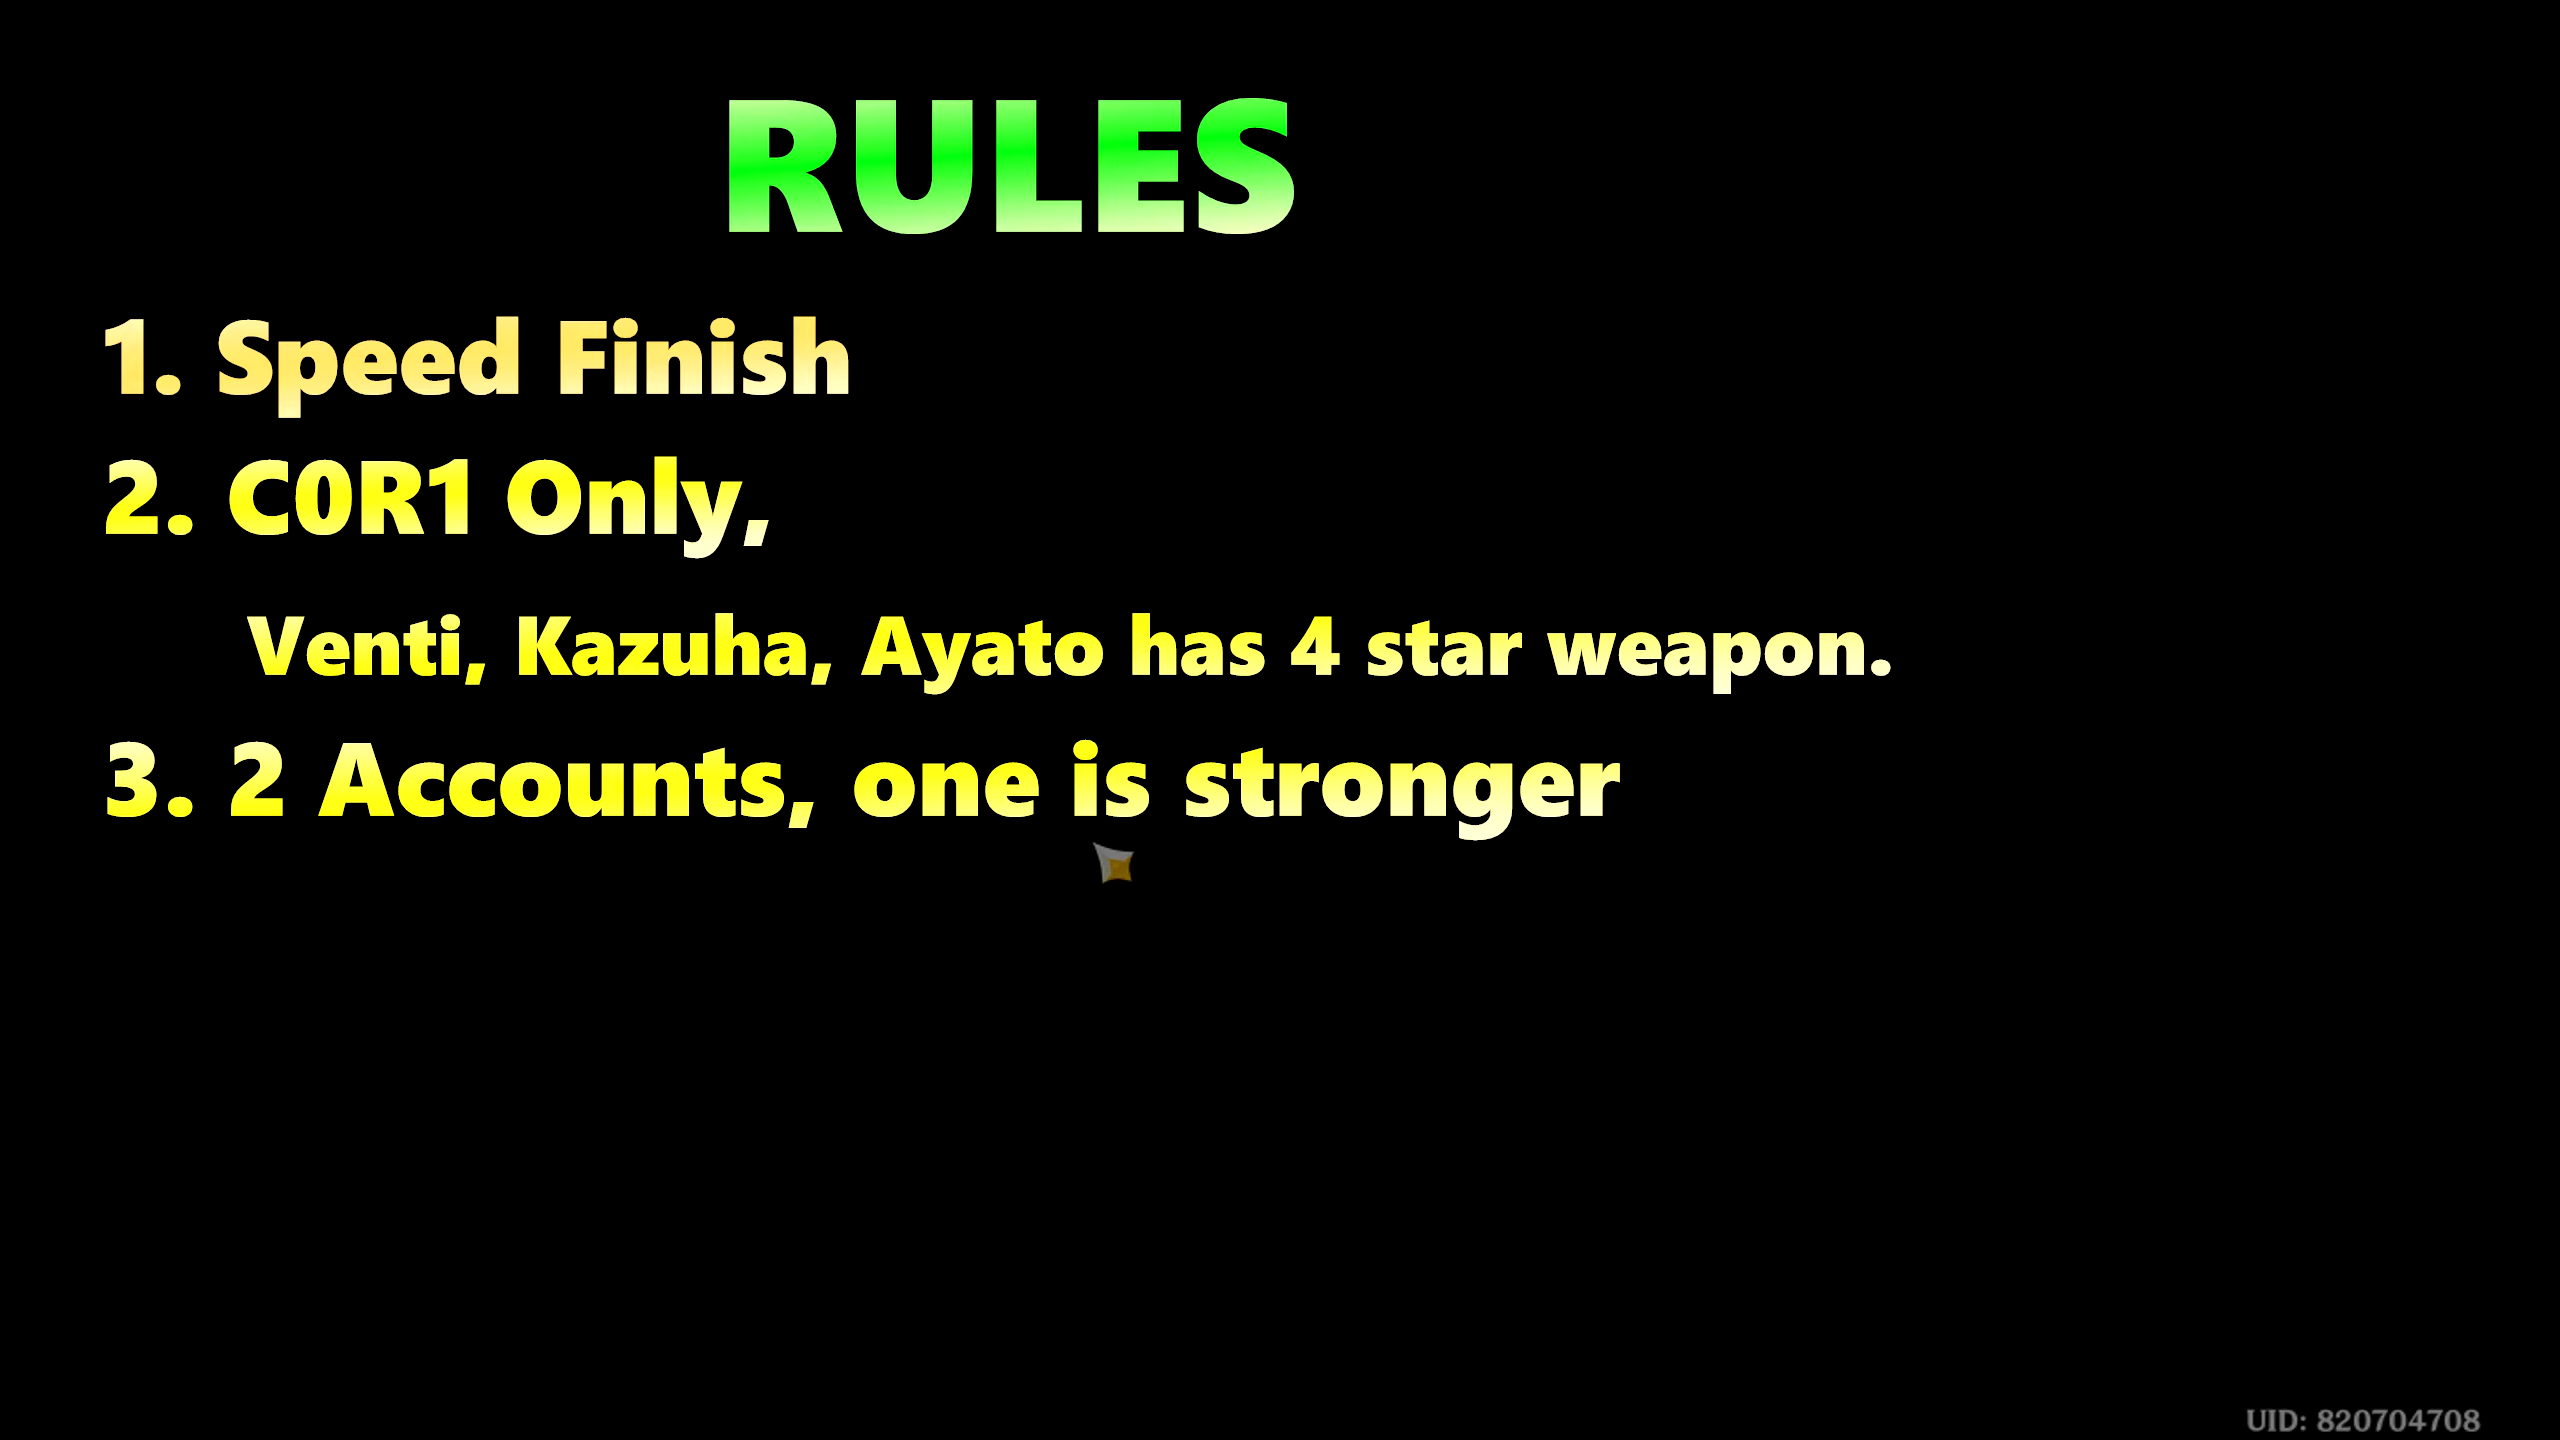 RULES
1. Speed Finish
2. C0R1 Only,
Venti, Kazuha, Ayato has 4 star weapon.
3. 2 Accounts, one is stronger
UID: 820704708